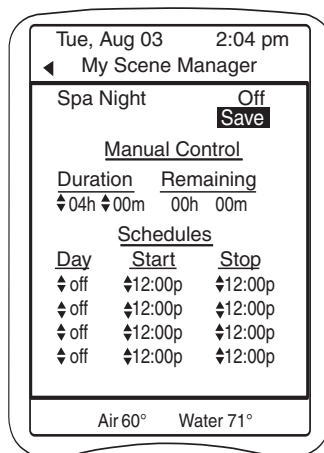 Tue, Aug 03 2:04 pm
My Scene Manager
Spa Night Off
Save
Manual Control
Duration Remaining
04h 00m 00h 00m
Schedules
Day Start Stop
off 12:00p 12:00p
off 12:00p 12:00p
off 12:00p 12:00p
off 12:00p 12:00p
Air 60° Water 71°